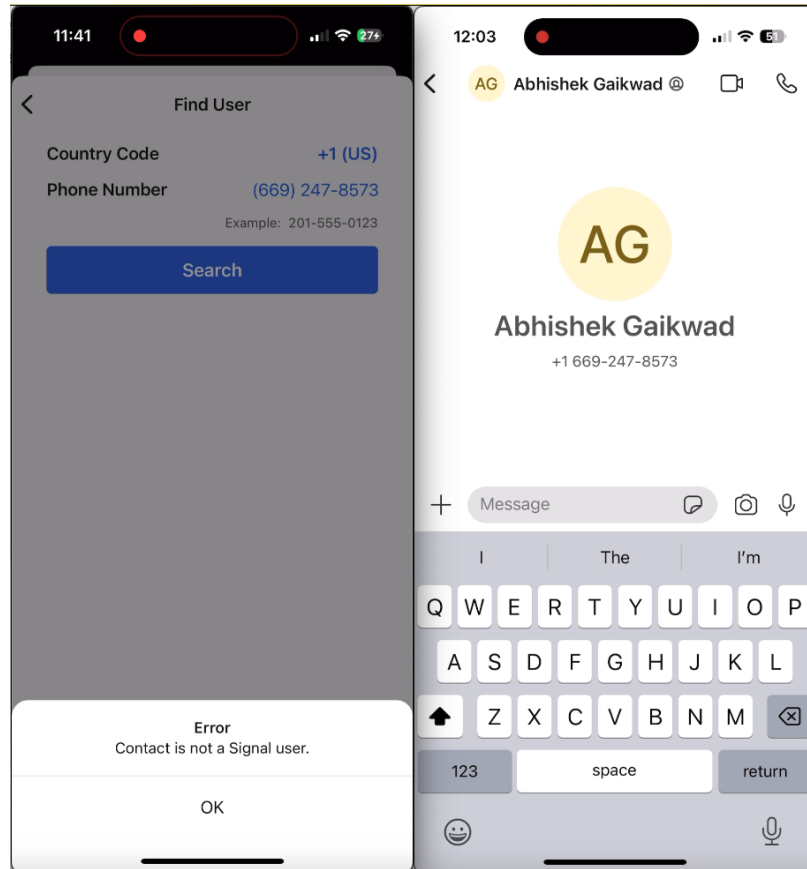 11:41
27
Find User
Country Code +1 (US)
Phone Number (669) 247-8573
Example: 201-555-0123
Search
Error
Contact is not a Signal user.
OK
12:03
51
AG Abhishek Gaikwad
AG
Abhishek Gaikwad
+1 669-247-8573
Message
I The I'm
Q W E R T Y U I O P
A S D F G H J K L
Z X C V B N M
123 space return